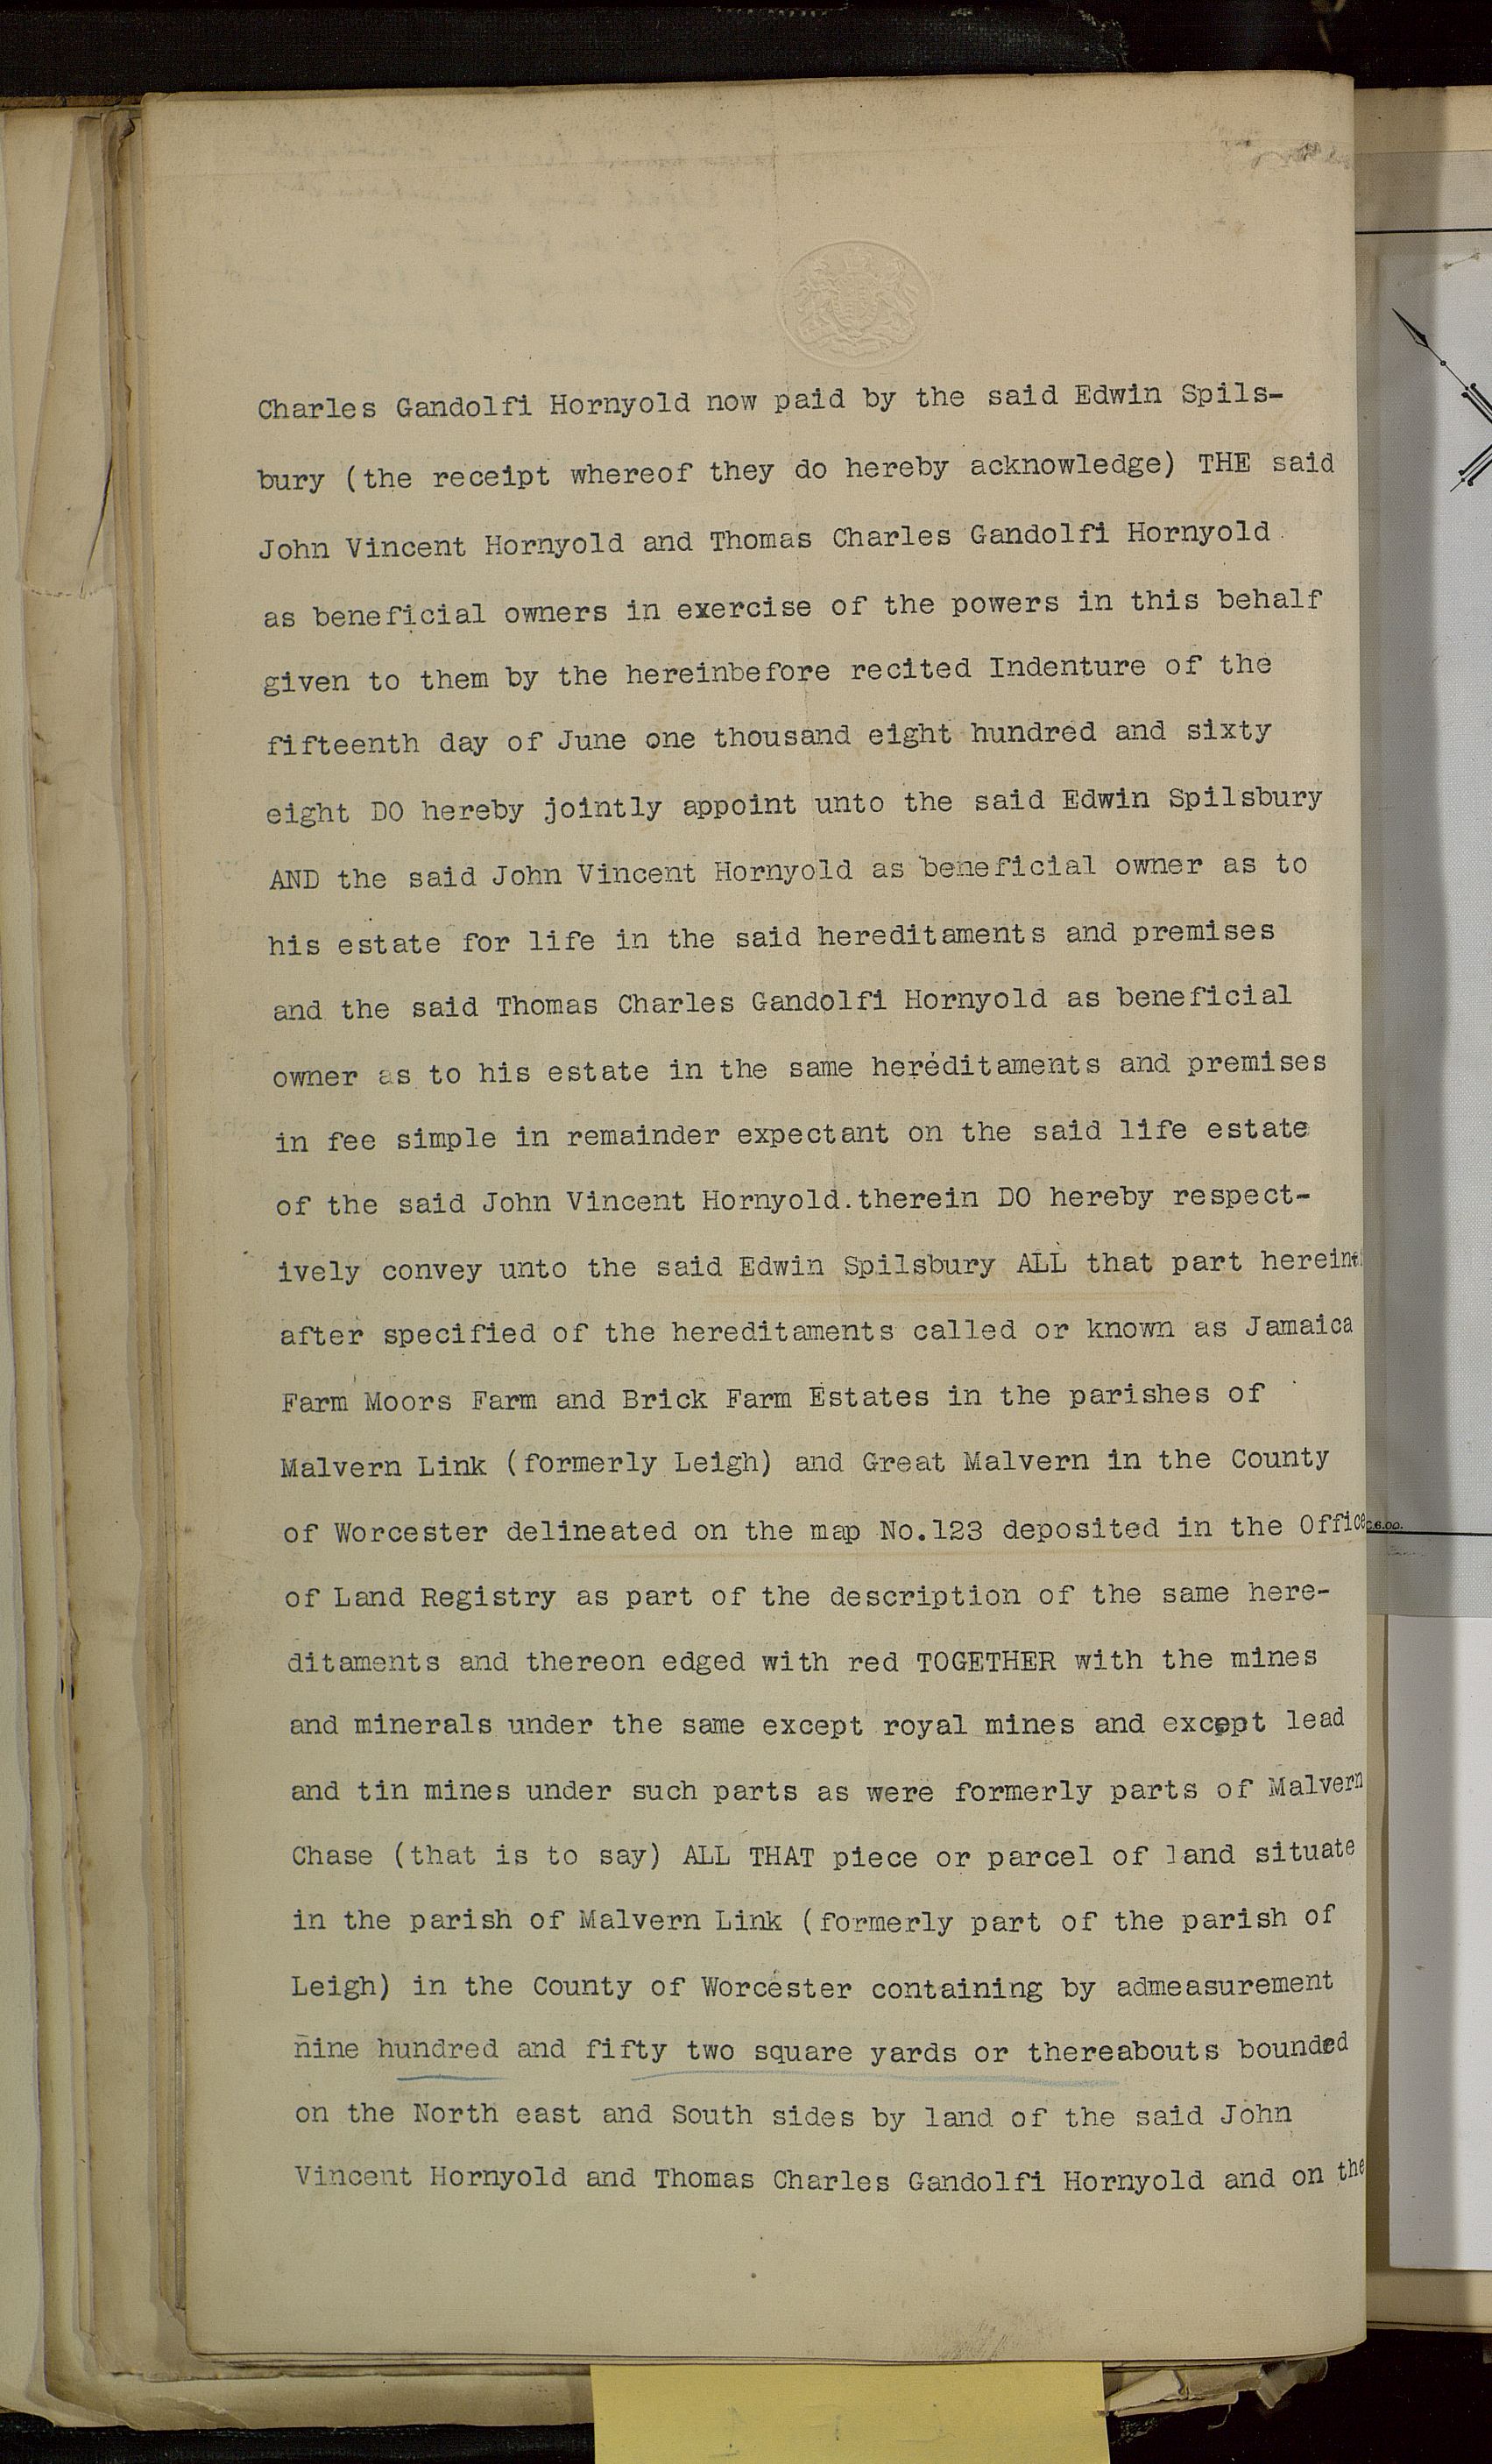 Charles Gandolfi Hornyold now paid by the said Edwin Spils-
bury (the receipt whereof they do hereby acknowledge) THE said
John Vincent Hornyold and Thomas Charles Gandolfi Hornyold
as beneficial owners in exercise of the powers in this behalf
given to them by the hereinbefore recited Indenture of the
fifteenth day of June one thousand eight hundred and sixty
eight DO hereby jointly appoint unto the said Edwin Spilsbury
AND the said John Vincent Hornyold as beneficial owner as to
his estate for life in the said hereditaments and premises
and the said Thomas Charles Gandolfi Hornyold as beneficial
owner as to his estate in the same hereditaments and premises
in fee simple in remainder expectant on the said life estate
of the said John Vincent Hornyold.therein DO hereby respect-
ively convey unto the said Edwin Spilsbury ALL that part herein-
after specified of the hereditaments called or known as Jamaica
Farm Moors Farm and Brick Farm Estates in the parishes of
Malvern Link (formerly Leigh) and Great Malvern in the County
of Worcester delineated on the map No.123 deposited in the Office
of Land Registry as part of the description of the same here-
ditaments and thereon edged with red TOGETHER with the mines
and minerals under the same except royal mines and except lead
and tin mines under such parts as were formerly parts of Malvern
Chase (that is to say) ALL THAT piece or parcel of land situate
in the parish of Malvern Link (formerly part of the parish of
Leigh) in the County of Worcester containing by admeasurement
nine hundred and fifty two square yards or thereabouts bounded
on the North east and South sides by land of the said John
Vincent Hornyold and Thomas Charles Gandolfi Hornyold and on the